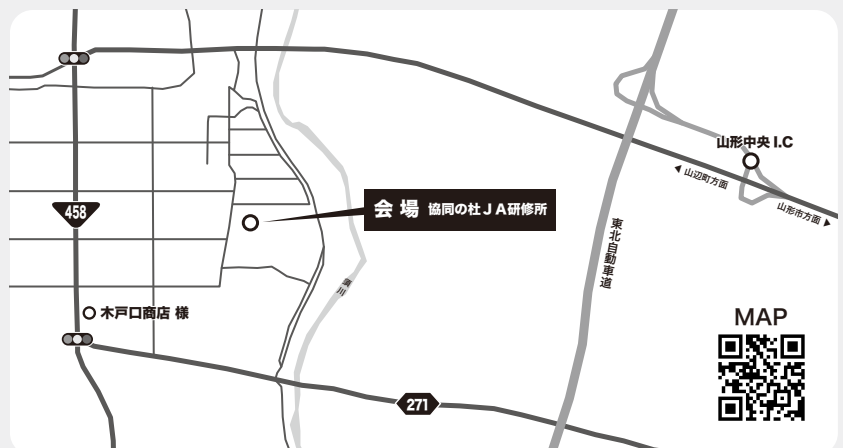 山形中央 I.C
◀ 山辺町方面
山形市方面 ▶
会 場 協同の杜ＪＡ研修所
458
東北自動車道
須川
木戸口商店 様
MAP
271